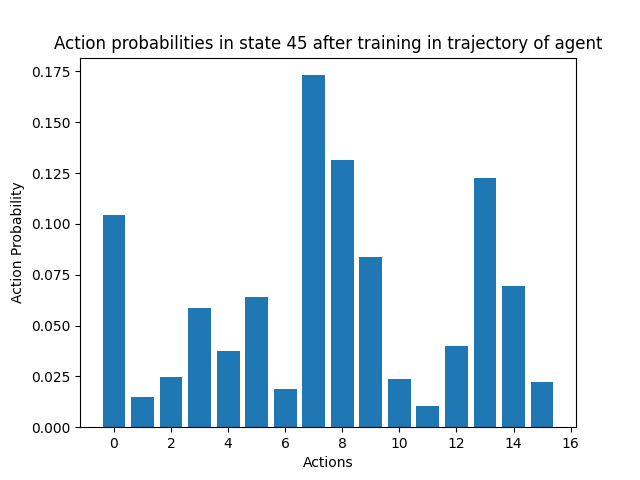 Action probabilities in state 45 after training in trajectory of agent
0.175
0.150
0.125
0.100
0.075
0.050
0.025
0.000
Action Probability
0 2 4 6 8 10 12 14 16
Actions